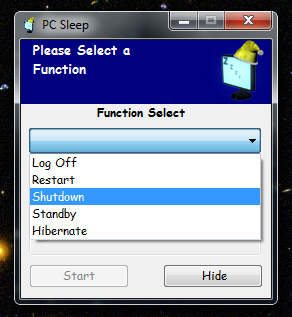 PC Sleep
Please Select a
Function
Function Select
Log Off
Restart
Shutdown
Standby
Hibernate
Start
Hide